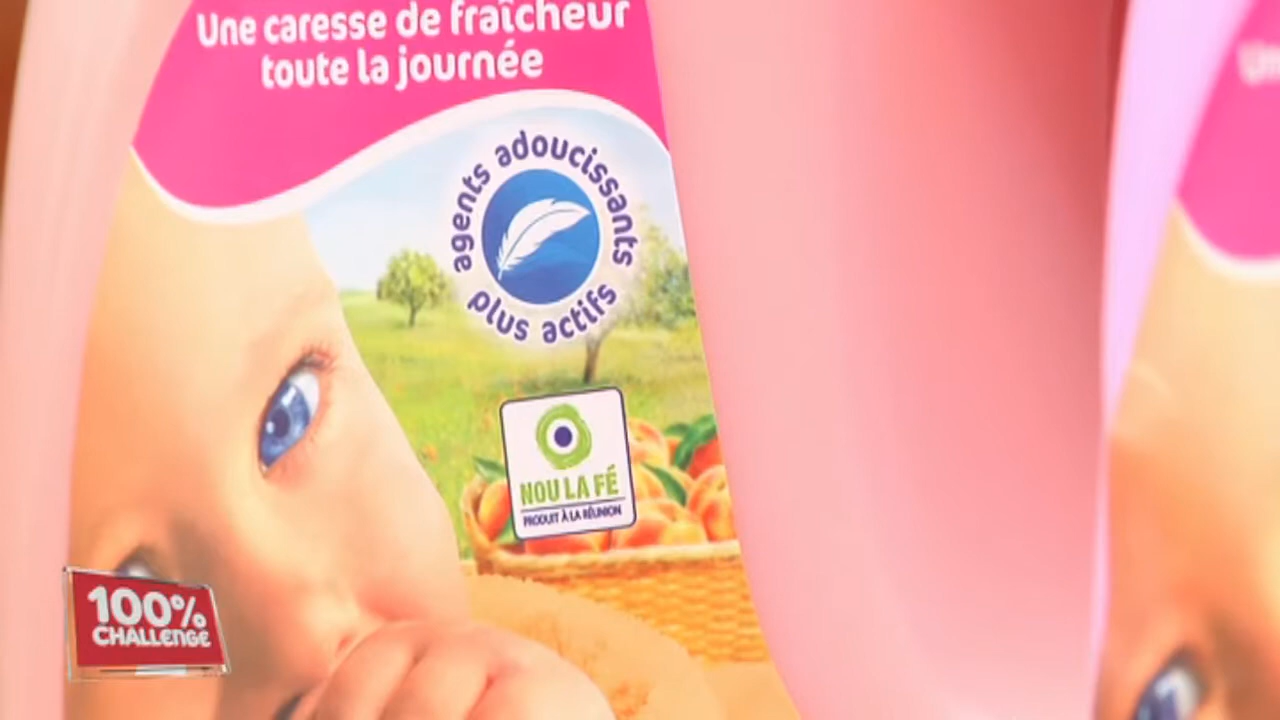 Une caresse de fraîcheur
toute la journée
agents adoucissants
plus actifs
NOU LA FÉ
PRODUIT À LA RÉUNION
100%
CHALLENGE